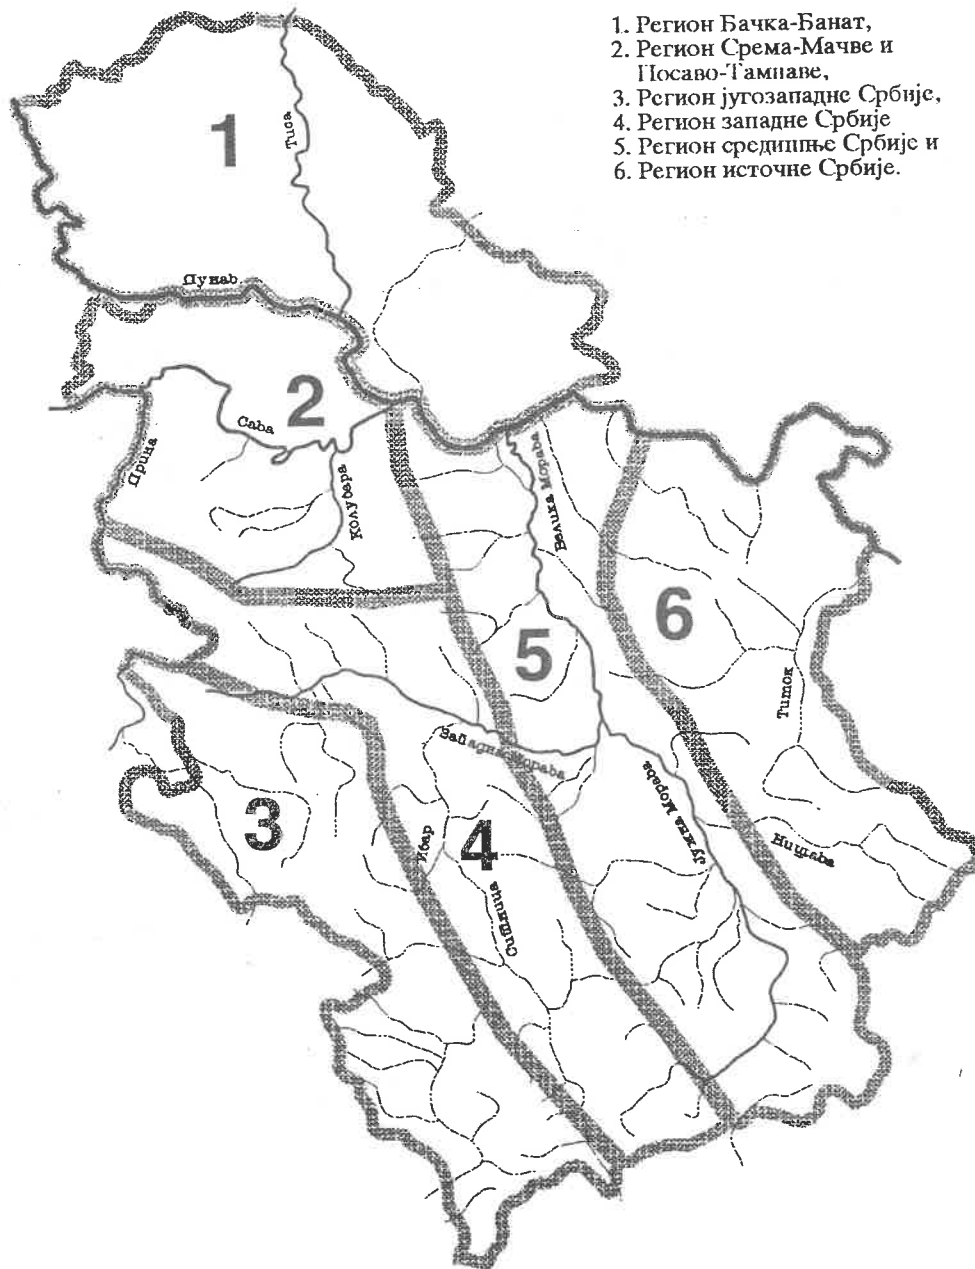 1. Регион Бачка-Банат,
2. Регион Срема-Мачве и
Посаво-Тамнаве,
3. Регион југозападне Србије,
4. Регион западне Србије
5. Регион средишње Србије и
6. Регион источне Србије.
1
Тиса
Дунав
2
Сава
Дрина
Колубара
Велика Морава
6
5
Тимок
Западна Морава
Јужна Морава
3
Ибар
4
Нишава
Ситница